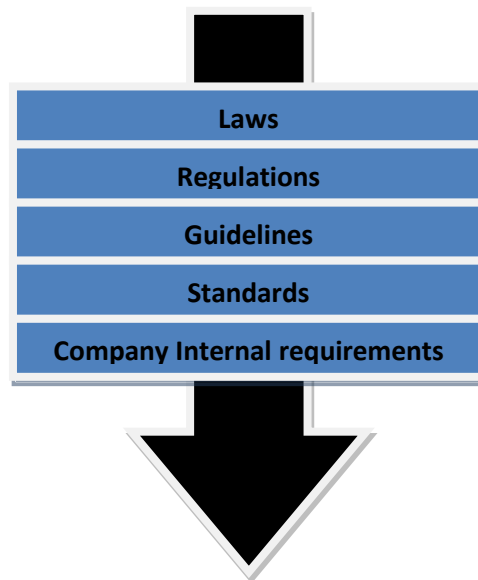 Laws
Regulations
Guidelines
Standards
Company Internal requirements